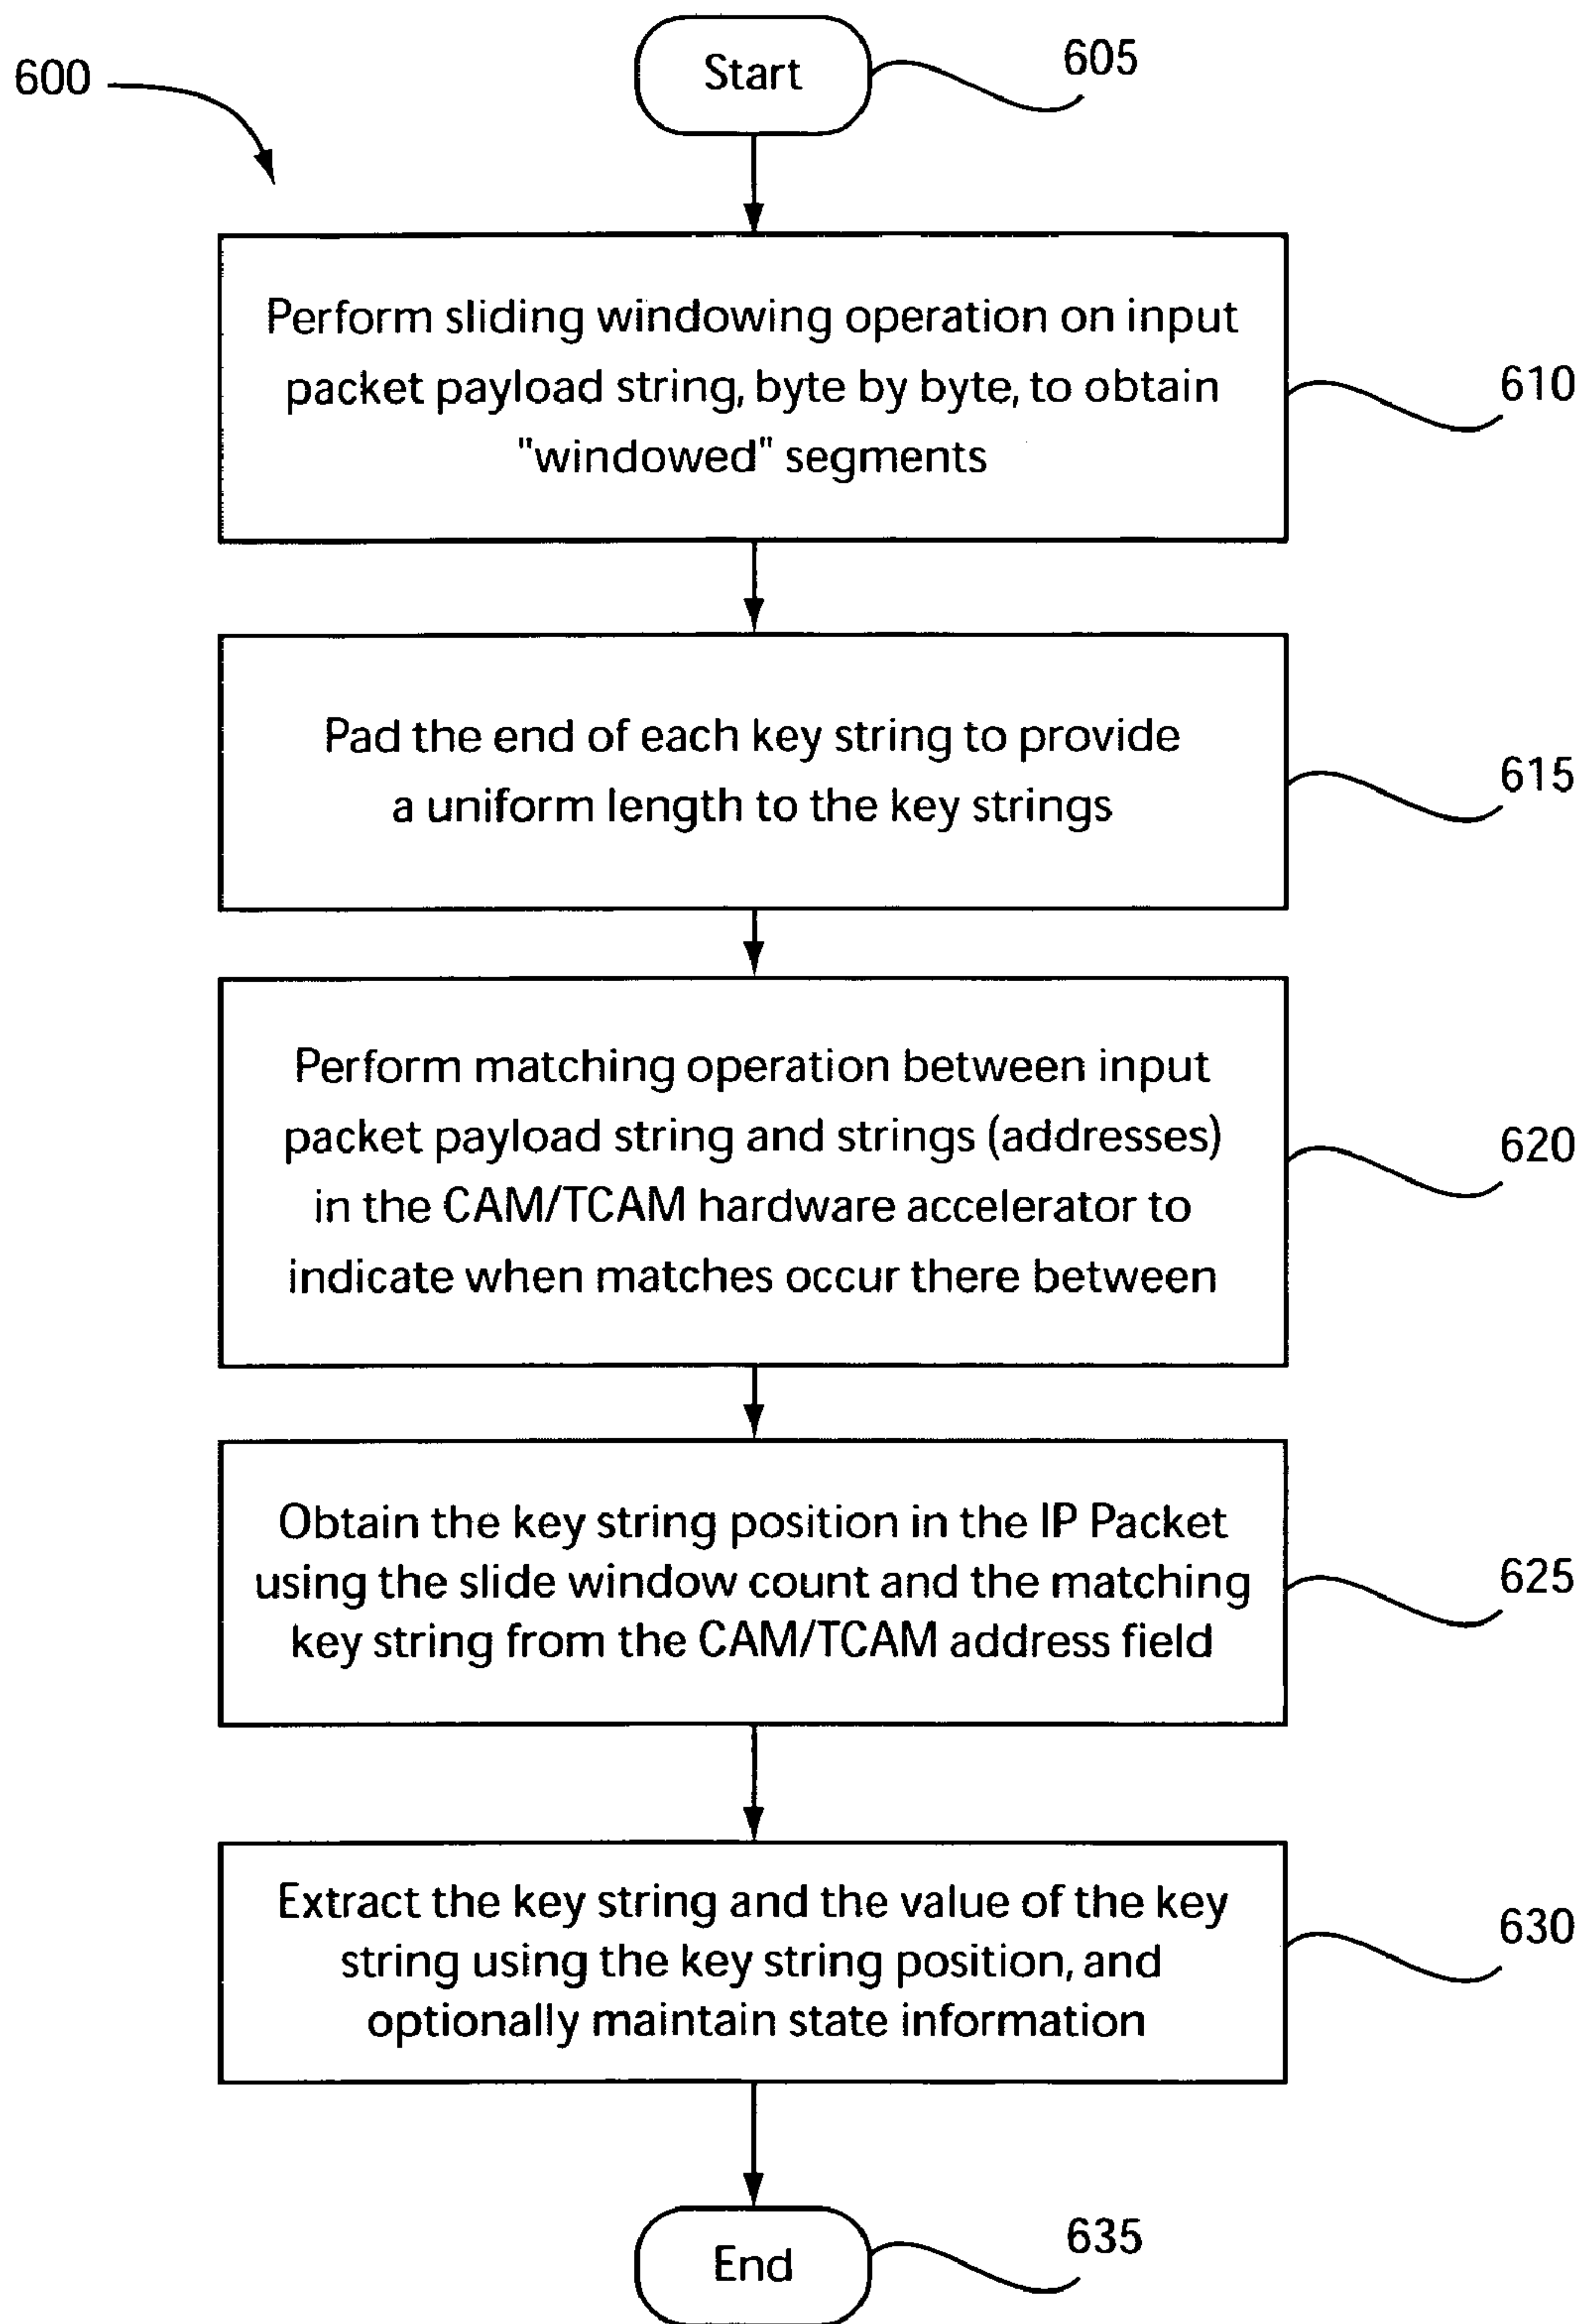 600
Start
605
Perform sliding windowing operation on input
packet payload string, byte by byte, to obtain
"windowed" segments
610
Pad the end of each key string to provide
a uniform length to the key strings
615
Perform matching operation between input
packet payload string and strings (addresses)
in the CAM/TCAM hardware accelerator to
indicate when matches occur there between
620
Obtain the key string position in the IP Packet
using the slide window count and the matching
key string from the CAM/TCAM address field
625
Extract the key string and the value of the key
string using the key string position, and
optionally maintain state information
630
End
635